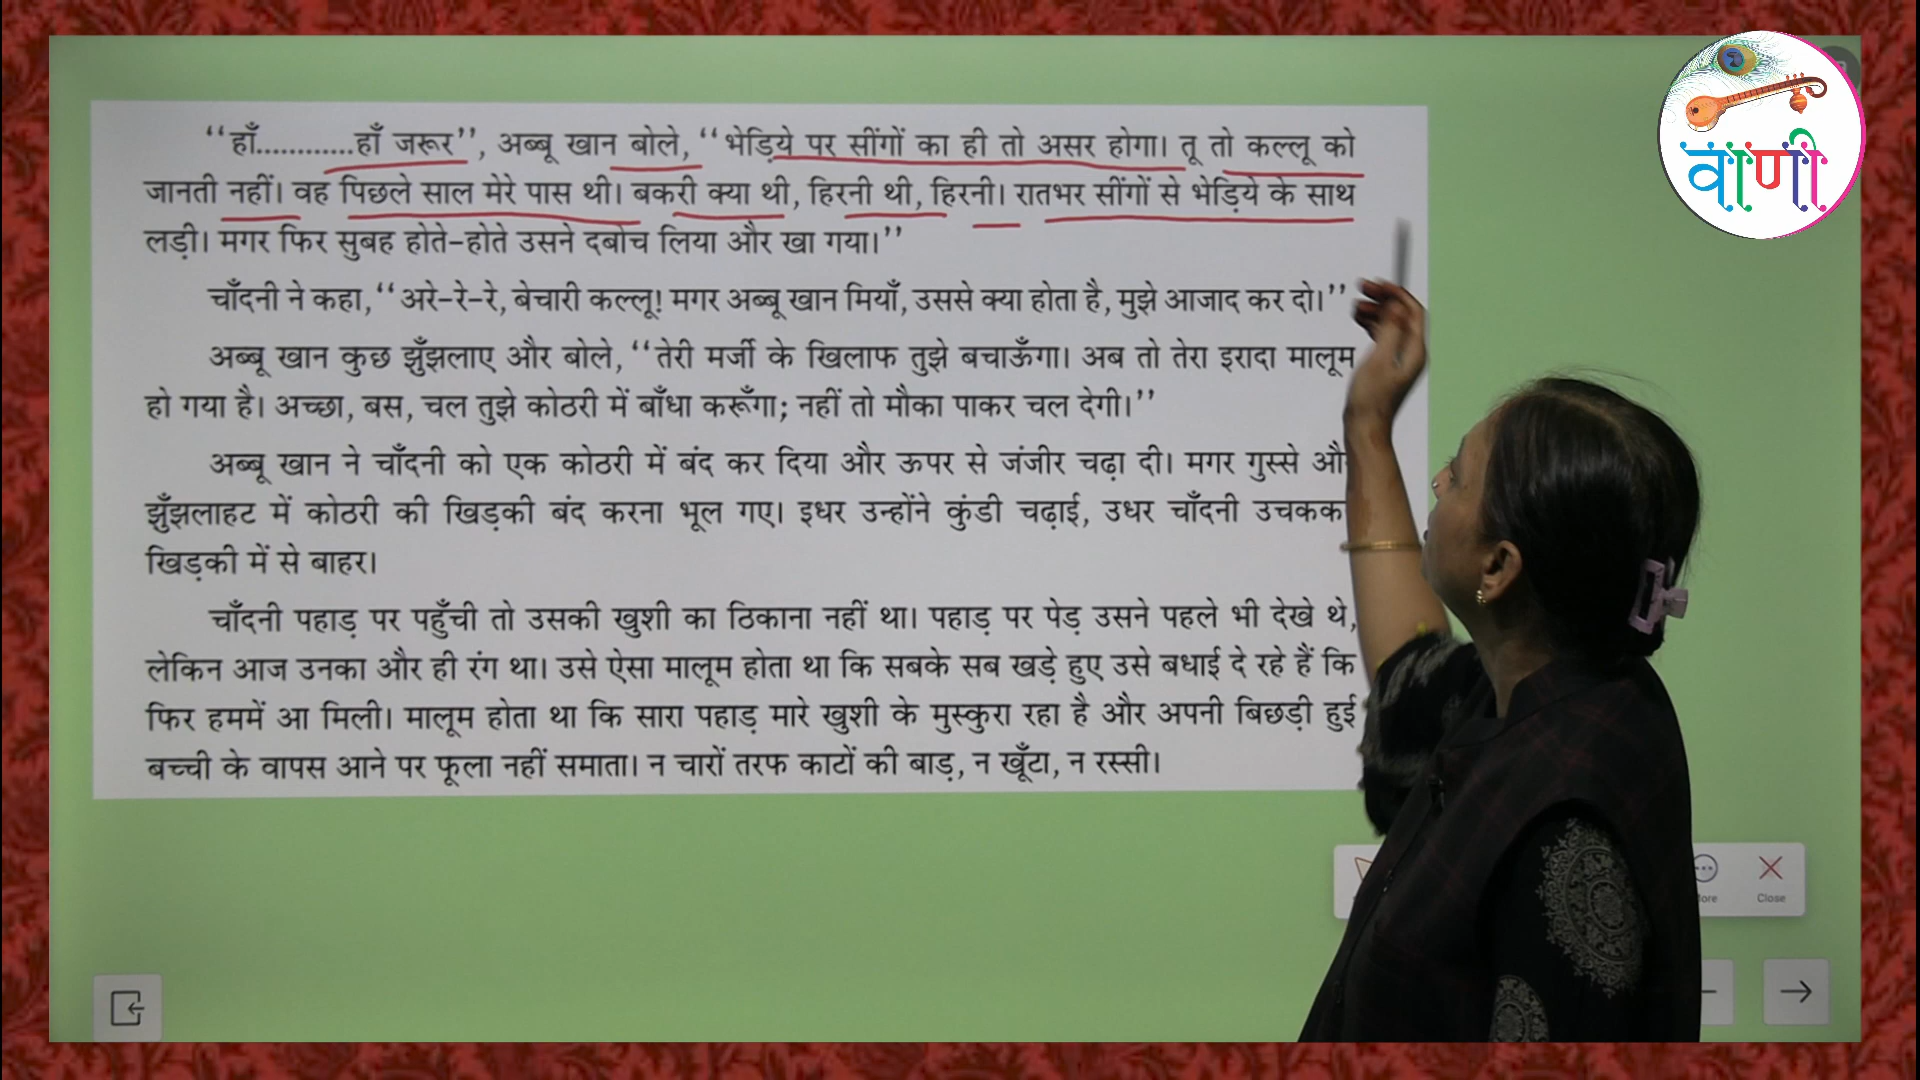 ‘‘हाँ............हाँ जरूर’’, अब्बू खान बोले, ‘‘भेड़िये पर सींगों का ही तो असर होगा। तू तो कल्लू को
जानती नहीं। वह पिछले साल मेरे पास थी। बकरी क्या थी, हिरनी थी, हिरनी। रातभर सींगों से भेड़िये के साथ
लड़ी। मगर फिर सुबह होते-होते उसने दबोच लिया और खा गया।’’
चाँदनी ने कहा, ‘‘अरे-रे-रे, बेचारी कल्लू! मगर अब्बू खान मियाँ, उससे क्या होता है, मुझे आजाद कर दो।’’
अब्बू खान कुछ झुँझलाए और बोले, ‘‘तेरी मर्जी के खिलाफ तुझे बचाऊँगा। अब तो तेरा इरादा मालूम
हो गया है। अच्छा, बस, चल तुझे कोठरी में बाँधा करूँगा; नहीं तो मौका पाकर चल देगी।’’
अब्बू खान ने चाँदनी को एक कोठरी में बंद कर दिया और ऊपर से जंजीर चढ़ा दी। मगर गुस्से औ
झुँझलाहट में कोठरी की खिड़की बंद करना भूल गए। इधर उन्होंने कुंडी चढ़ाई, उधर चाँदनी उचकक
खिड़की में से बाहर।
चाँदनी पहाड़ पर पहुँची तो उसकी खुशी का ठिकाना नहीं था। पहाड़ पर पेड़ उसने पहले भी देखे थे,
लेकिन आज उनका और ही रंग था। उसे ऐसा मालूम होता था कि सबके सब खड़े हुए उसे बधाई दे रहे हैं कि
फिर हममें आ मिली। मालूम होता था कि सारा पहाड़ मारे खुशी के मुस्कुरा रहा है और अपनी बिछड़ी हुई
बच्ची के वापस आने पर फूला नहीं समाता। न चारों तरफ काटों की बाड़, न खूँटा, न रस्सी।
वाणी
ore
Close